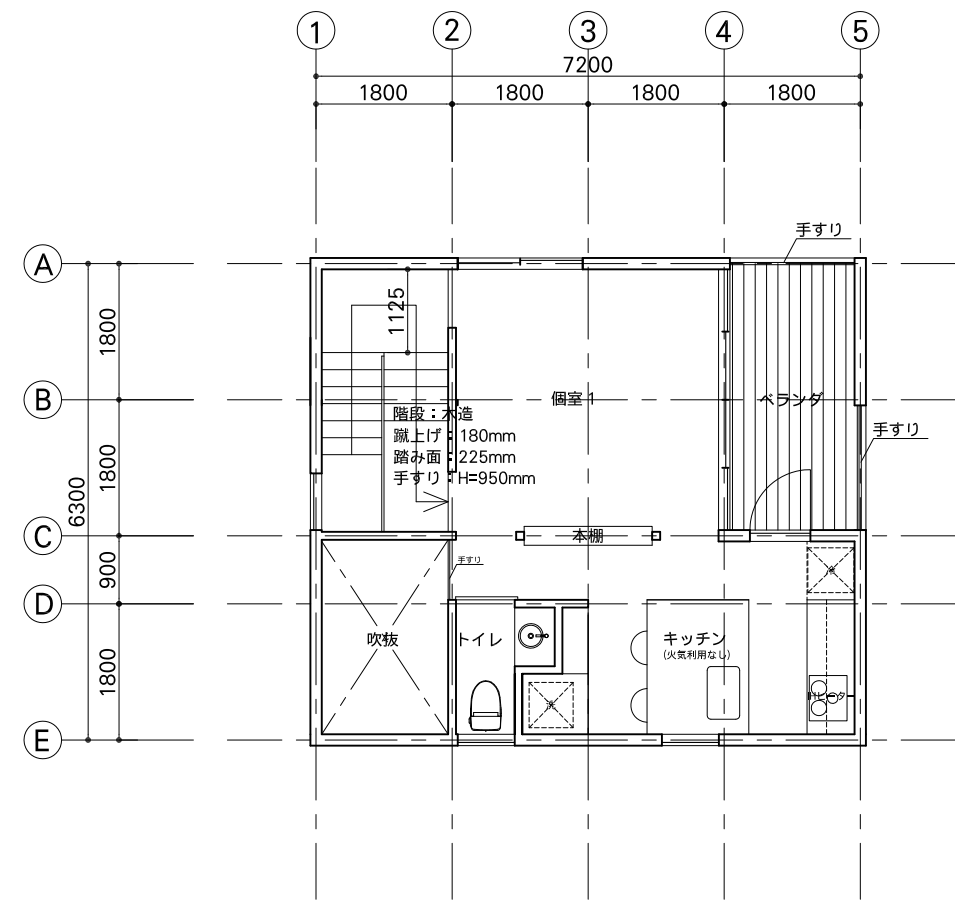 1 2 3 4 5
7200
1800 1800 1800 1800
手すり
A
1125
1800
B
個室1
ベランダ
階段：木造
蹴上げ：180mm
手すり
踏み面：225mm
1800
手すり：H=950mm
6300
C
本棚
900
手すり
D
吹抜
トイレ
キッチン
(火気利用なし)
1800
E